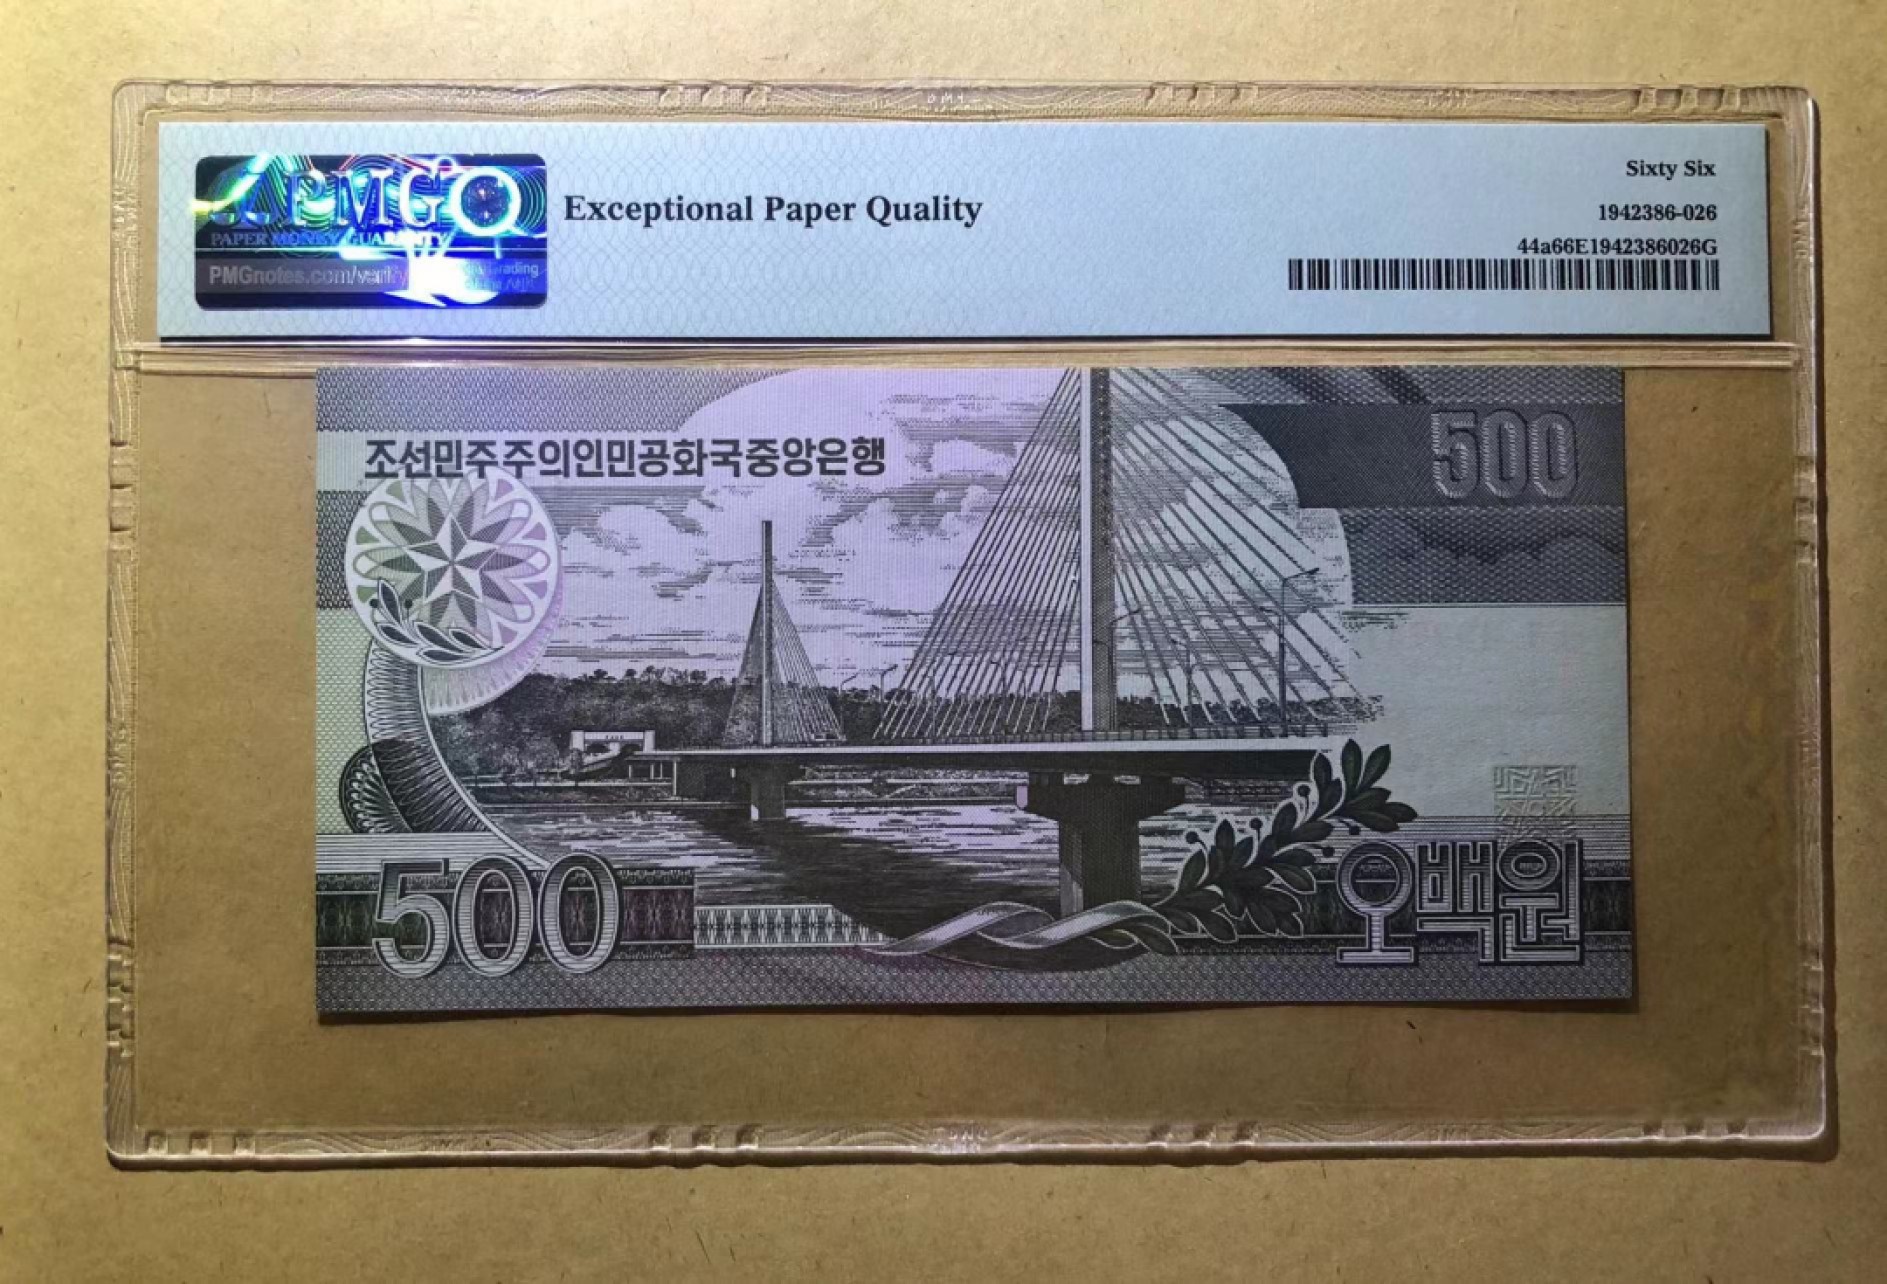 PMG
PAPER MONEY GUARANTY
PMGnotes.com/verify
Exceptional Paper Quality
Sixty Six
1942386-026
44a66E1942386026G
조선민주주의인민공화국중앙은행
500
500
오백원